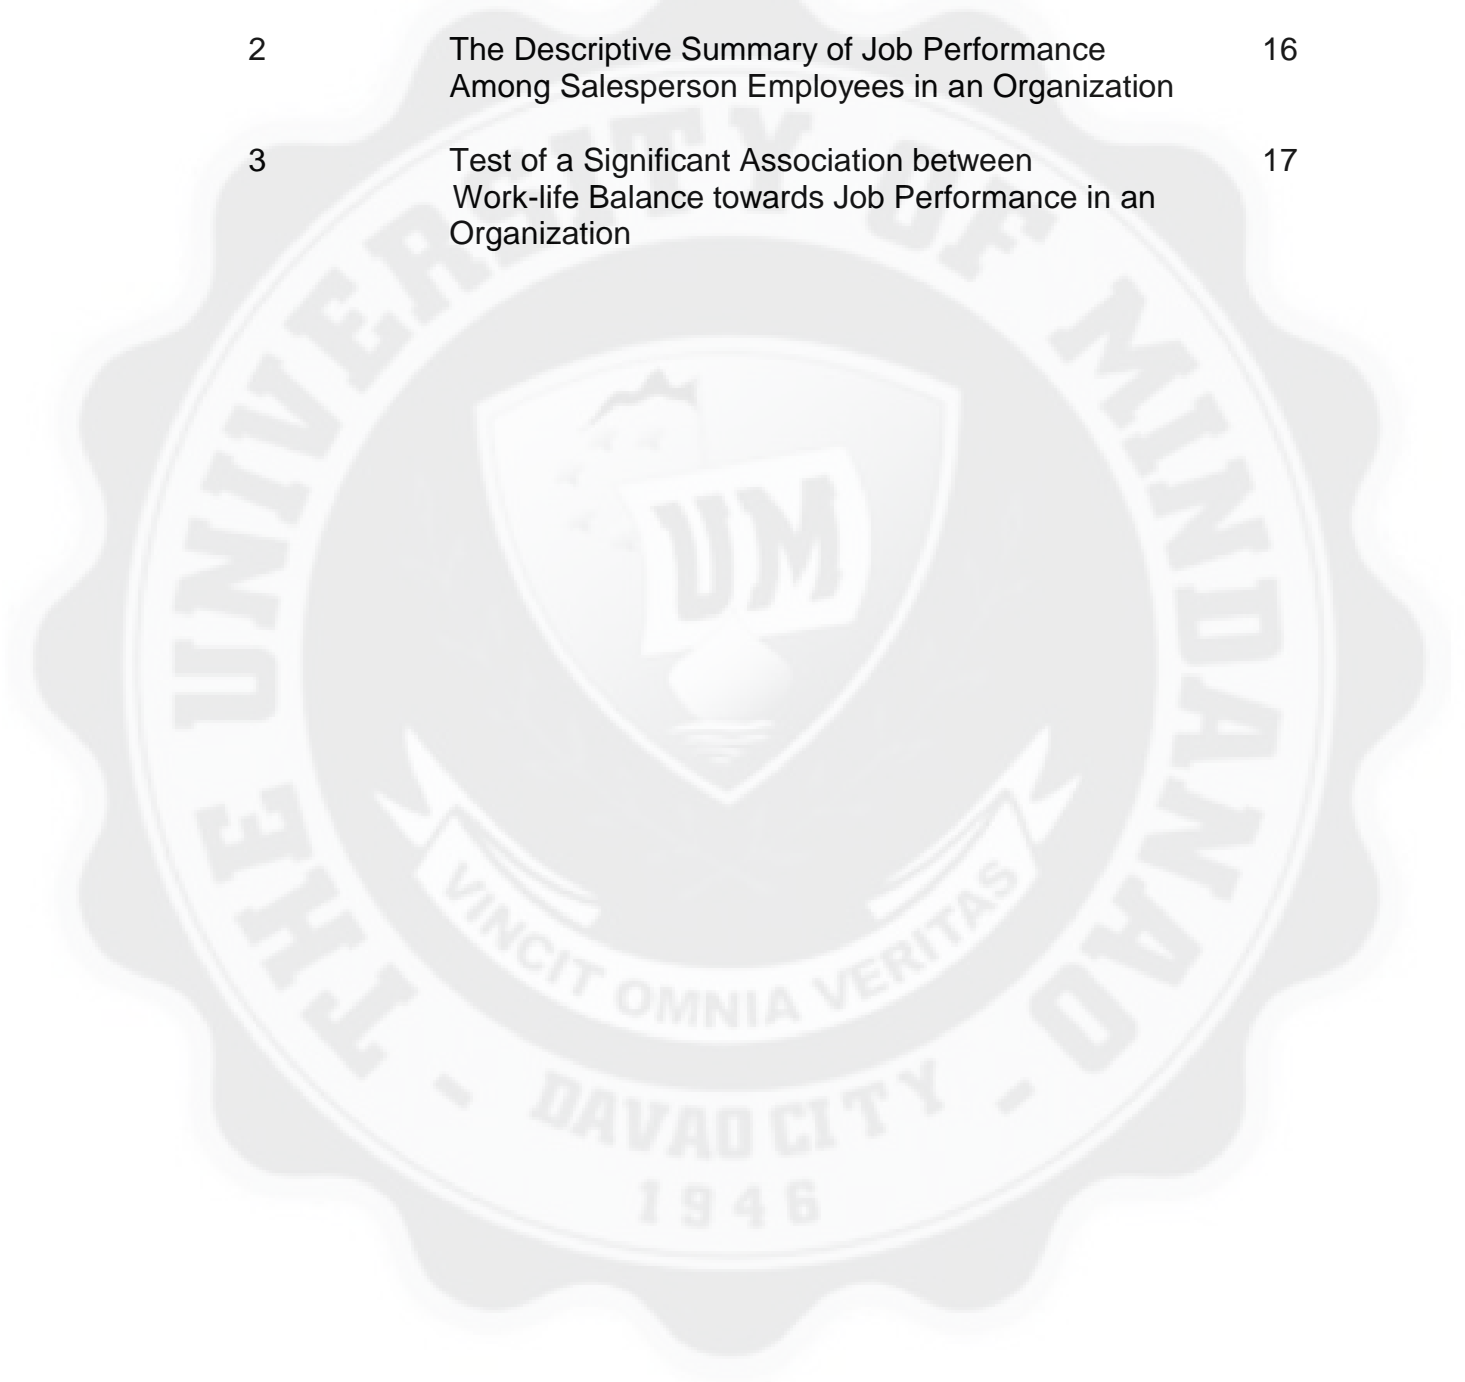 2 The Descriptive Summary of Job Performance 16
Among Salesperson Employees in an Organization
3 Test of a Significant Association between 17
Work-life Balance towards Job Performance in an
Organization
THE UNIVERSITY OF MINDANAO
UM
VINCIT OMNIA VERITAS
- DAVAO CITY -
1946